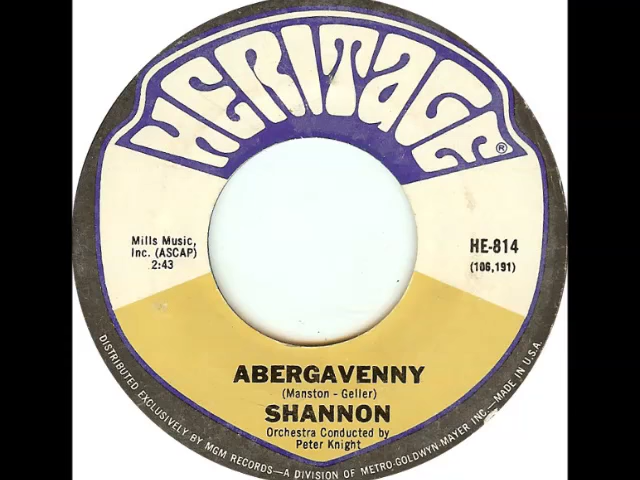 HERITAGE®
Mills Music,
Inc. (ASCAP)
2:43
HE-814
(106,191)
ABERGAVENNY
(Manston - Geller)
SHANNON
Orchestra Conducted by
Peter Knight
DISTRIBUTED EXCLUSIVELY BY MGM RECORDS—A DIVISION OF METRO-GOLDWYN-MAYER INC.—MADE IN U.S.A.